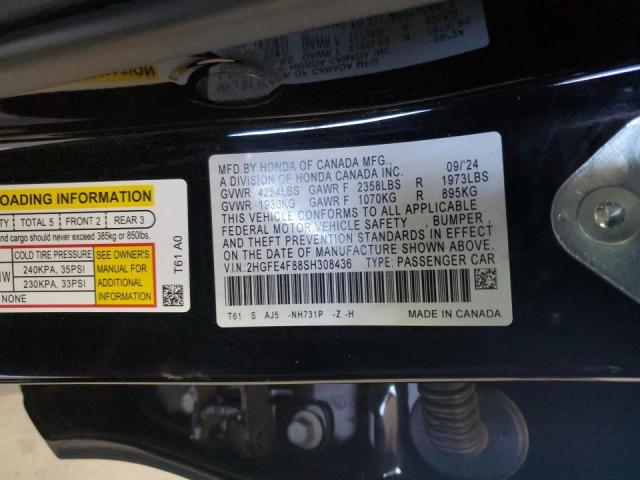 MFD.BY HONDA OF CANADA MFG., 09/'24
A DIVISION OF HONDA CANADA INC.
GVWR 4254LBS GAWR F 2358LBS R 1973LBS
GVWR 1930KG GAWR F 1070KG R 895KG
THIS VEHICLE CONFORMS TO ALL APPLICABLE
FEDERAL MOTOR VEHICLE SAFETY BUMPER ,
AND THEFT PREVENTION STANDARDS IN EFFECT
ON THE DATE OF MANUFACTURE SHOWN ABOVE.
V.I.N: 2HGFE4F88SH308436 TYPE: PASSENGER CAR
T61 S AJ5 -NH731P -Z -H MADE IN CANADA
OADING INFORMATION
TY TOTAL 5 FRONT 2 REAR 3
and cargo should never exceed 385kg or 850lbs.
COLD TIRE PRESSURE
240KPA, 35PSI
W 230KPA, 33PSI
NONE
SEE OWNER'S
MANUAL FOR
ADDITIONAL
INFORMATION
T61 A0